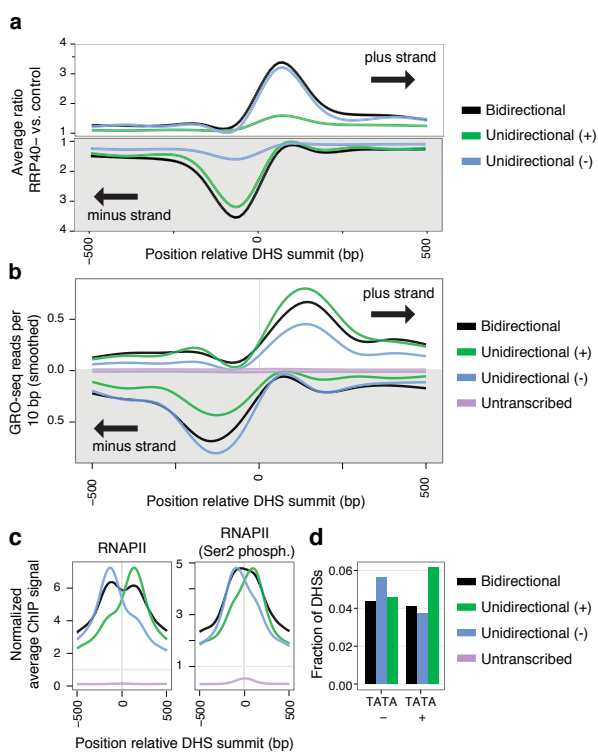 a
Average ratio
RRP40– vs. control
4
3
2
1
1
2
3
4
plus strand
minus strand
–500
0
500
Position relative DHS summit (bp)
Bidirectional
Unidirectional (+)
Unidirectional (-)
b
GRO-seq reads per
10 bp (smoothed)
0.5
0.0
0.5
plus strand
minus strand
–500
0
500
Position relative DHS summit (bp)
Bidirectional
Unidirectional (+)
Unidirectional (-)
Untranscribed
c
RNAPII
RNAPII
(Ser2 phosph.)
Normalized
average ChIP signal
6
4
2
0
5
3
1
–500
0
500
–500
0
500
Position relative DHS summit (bp)
d
Fraction of DHSs
0.06
0.04
0.02
0.00
TATA
–
TATA
+
Bidirectional
Unidirectional (+)
Unidirectional (-)
Untranscribed